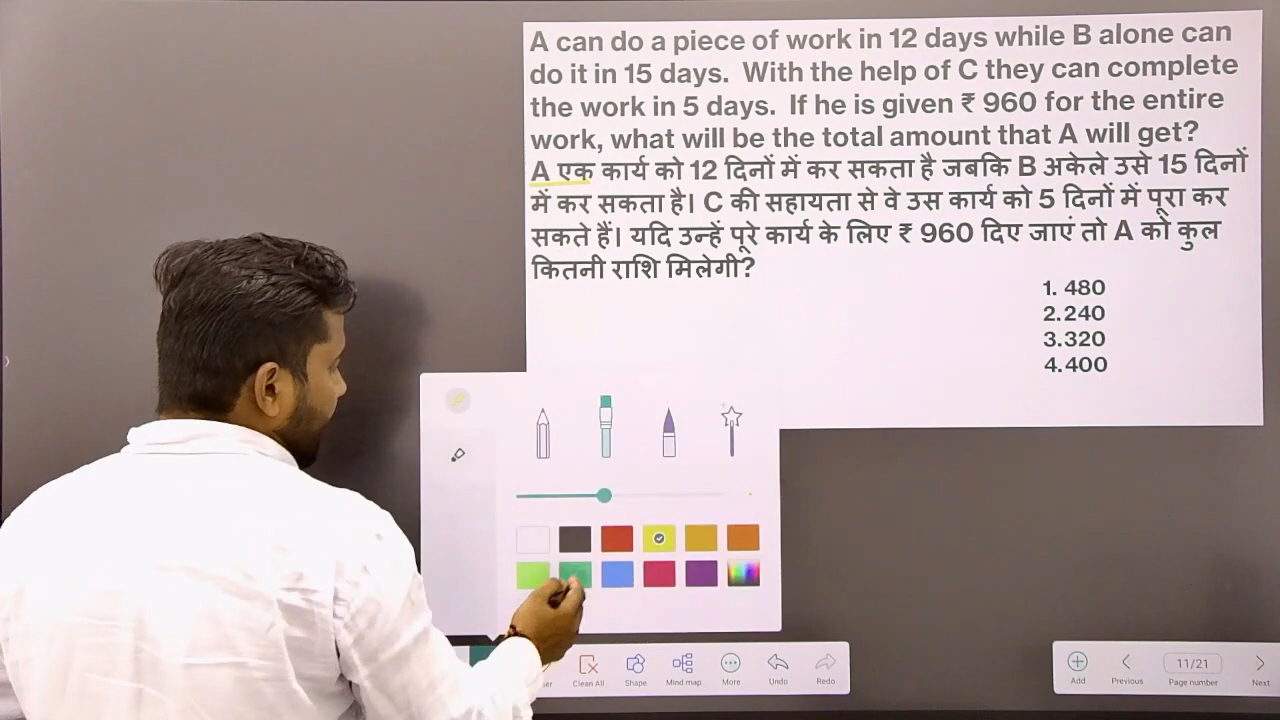 A can do a piece of work in 12 days while B alone can
do it in 15 days. With the help of C they can complete
the work in 5 days. If he is given ₹ 960 for the entire
work, what will be the total amount that A will get?
A एक कार्य को 12 दिनों में कर सकता है जबकि B अकेले उसे 15 दिनों
में कर सकता है। C की सहायता से वे उस कार्य को 5 दिनों में पूरा कर
सकते हैं। यदि उन्हें पूरे कार्य के लिए ₹ 960 दिए जाएं तो A को कुल
कितनी राशि मिलेगी?
1. 480
2.240
3.320
4.400
Clean All
Shape
Mind map
More
Undo
Redo
Add
Previous
11/21
Page number
Next